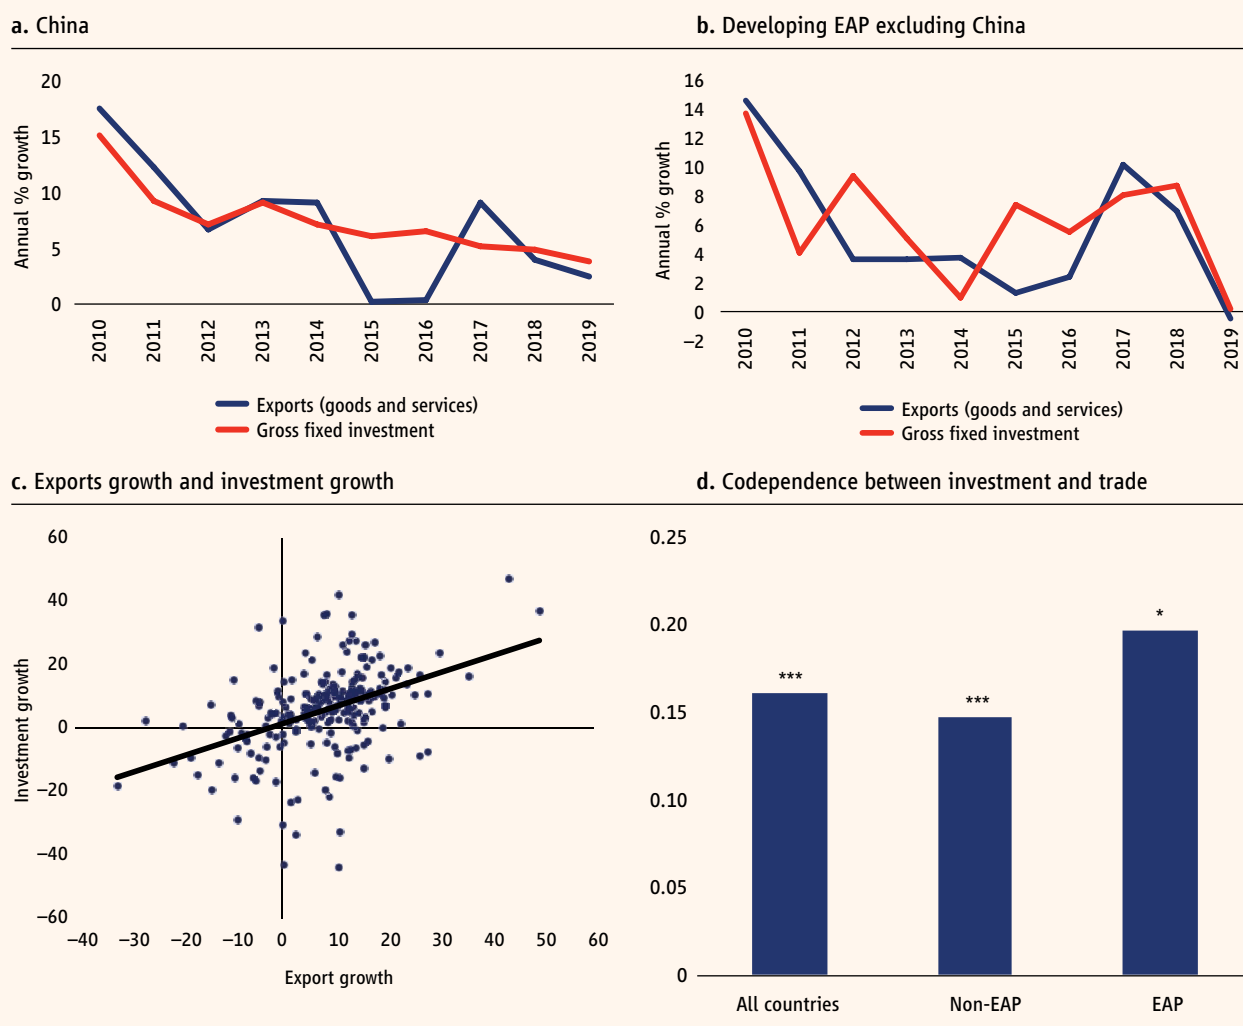 a. China
20
15
10
5
0
Annual % growth
2010 2011 2012 2013 2014 2015 2016 2017 2018 2019
Exports (goods and services)
Gross fixed investment
b. Developing EAP excluding China
16
14
12
10
8
6
4
2
0
–2
Annual % growth
2010 2011 2012 2013 2014 2015 2016 2017 2018 2019
Exports (goods and services)
Gross fixed investment
c. Exports growth and investment growth
60
40
20
0
–20
–40
–60
Investment growth
–40 –30 –20 –10 0 10 20 30 40 50 60
Export growth
d. Codependence between investment and trade
0.25
0.20
0.15
0.10
0.05
0
*** *** *
All countries Non-EAP EAP